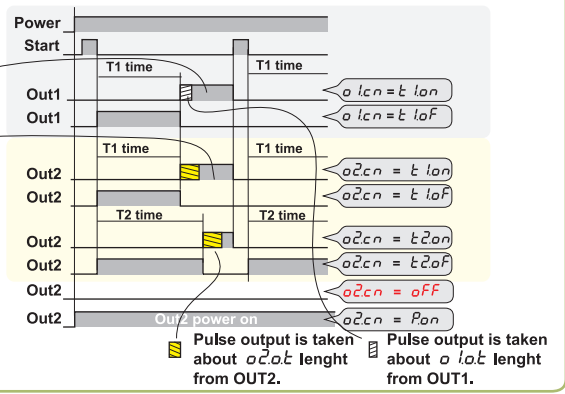 Power
Start
T1 time T1 time
Out1 o1.cn = t1.on
Out1 o1.cn = t1.oF
T1 time T1 time
Out2 o2.cn = t1.on
Out2 o2.cn = t1.oF
T2 time T2 time
Out2 o2.cn = t2.on
Out2 o2.cn = t2.oF
Out2 o2.cn = oFF
Out2 Out2 power on o2.cn = P.on
Pulse output is taken
about o2.o.t lenght
from OUT2.
Pulse output is taken
about o1.o.t lenght
from OUT1.